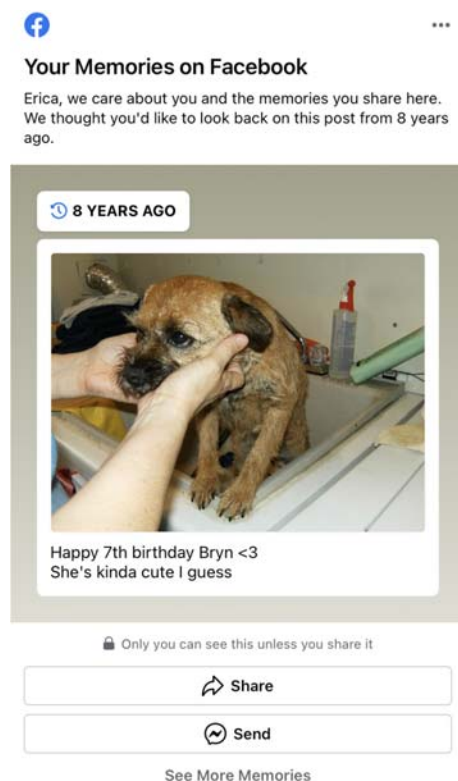 Your Memories on Facebook
Erica, we care about you and the memories you share here.
We thought you'd like to look back on this post from 8 years
ago.
8 YEARS AGO
Happy 7th birthday Bryn <3
She's kinda cute I guess
Only you can see this unless you share it
Share
Send
See More Memories